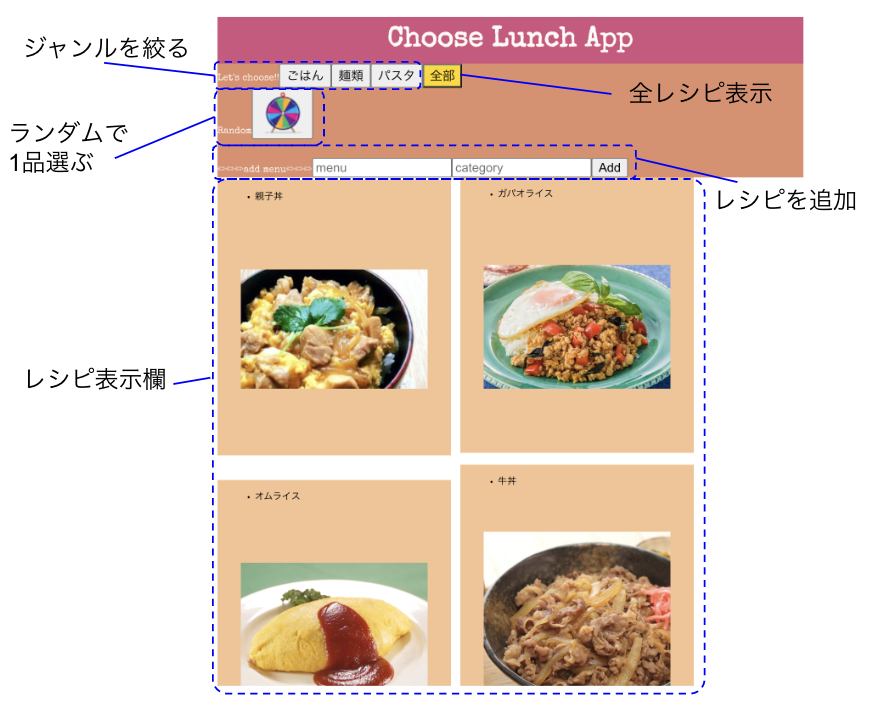 Choose Lunch App
ジャンルを絞る
Let's choose!! ごはん 麺類 パスタ 全部
全レシピ表示
ランダムで
1品選ぶ
Random
<><><>add menu<><><> menu category Add
レシピを追加
• 親子丼
• ガパオライス
レシピ表示欄
• オムライス
• 牛丼